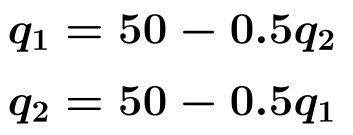 q₁ = 50 − 0.5q₂
q₂ = 50 − 0.5q₁